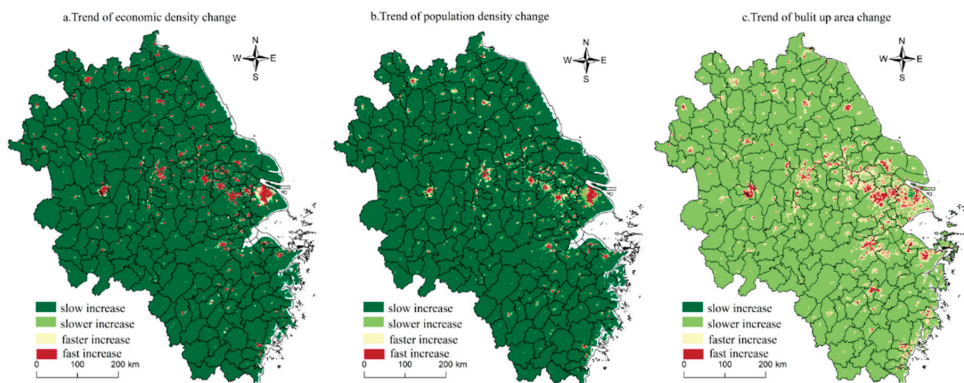 a.Trend of economic density change
N
W E
S
slow increase
slower increase
faster increase
fast increase
0 100 200 km
b.Trend of population density change
N
W E
S
slow increase
slower increase
faster increase
fast increase
0 100 200 km
c.Trend of bulit up area change
N
W E
S
slow increase
slower increase
faster increase
fast increase
0 100 200 km